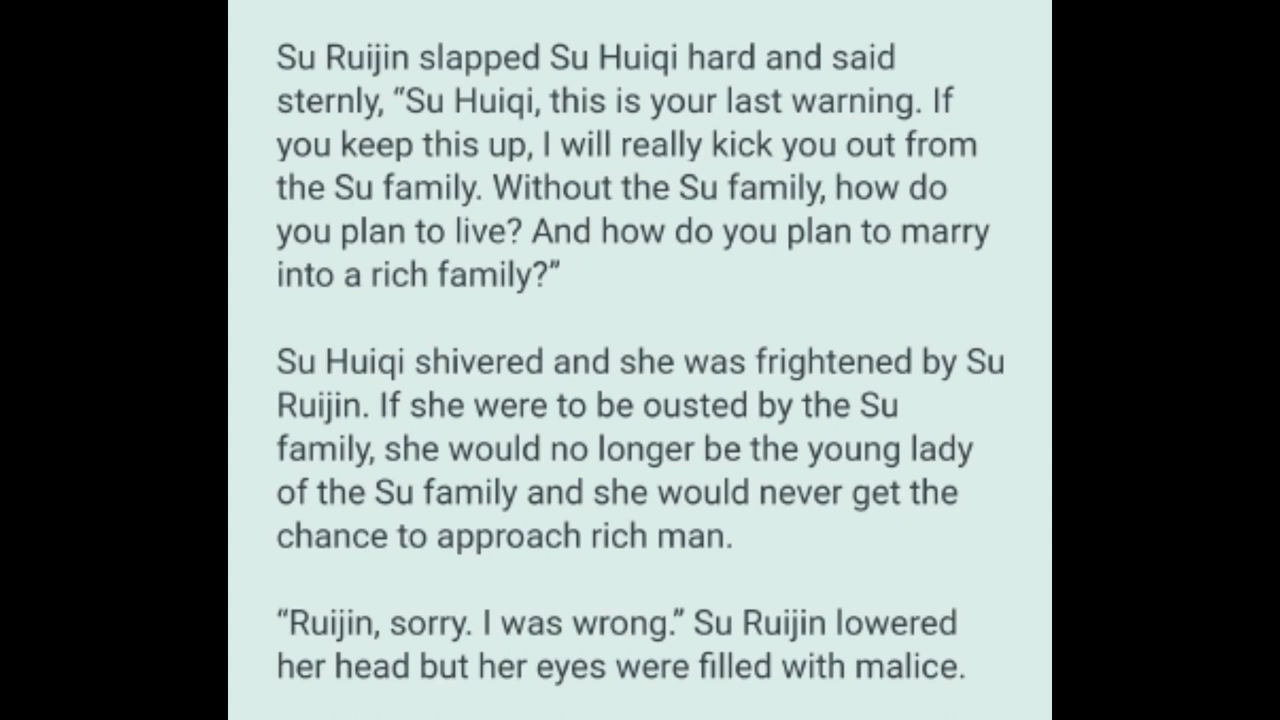 Su Ruijin slapped Su Huiqi hard and said
sternly, “Su Huiqi, this is your last warning. If
you keep this up, I will really kick you out from
the Su family. Without the Su family, how do
you plan to live? And how do you plan to marry
into a rich family?”
Su Huiqi shivered and she was frightened by Su
Ruijin. If she were to be ousted by the Su
family, she would no longer be the young lady
of the Su family and she would never get the
chance to approach rich man.
“Ruijin, sorry. I was wrong.” Su Ruijin lowered
her head but her eyes were filled with malice.